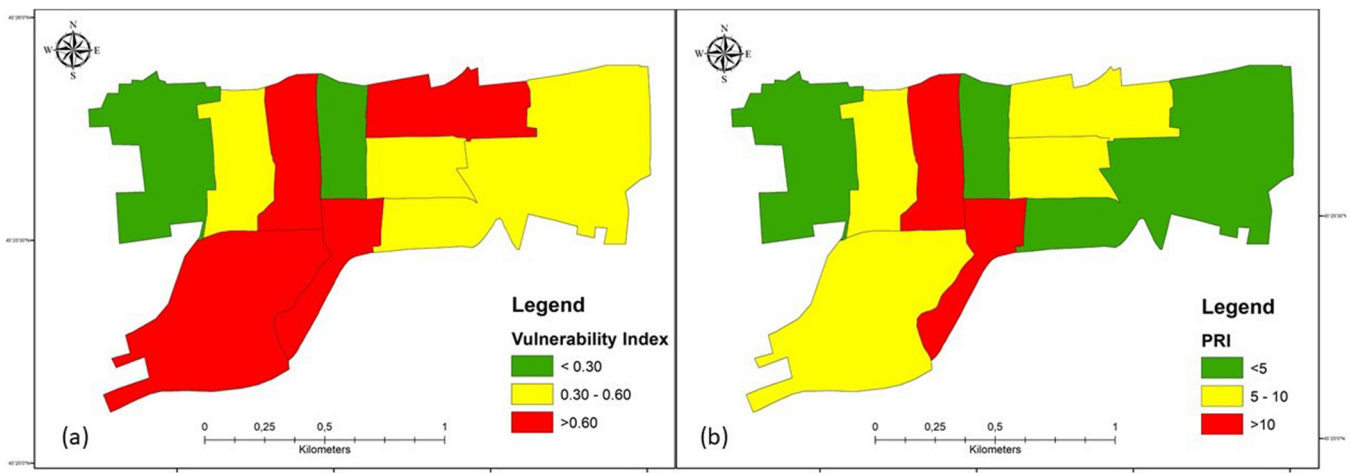 N
W E
S
Legend
Vulnerability Index
< 0.30
0.30 - 0.60
>0.60
0 0,25 0,5 1
Kilometers
(a)
N
W E
S
Legend
PRI
<5
5 - 10
>10
0 0,25 0,5 1
Kilometers
(b)